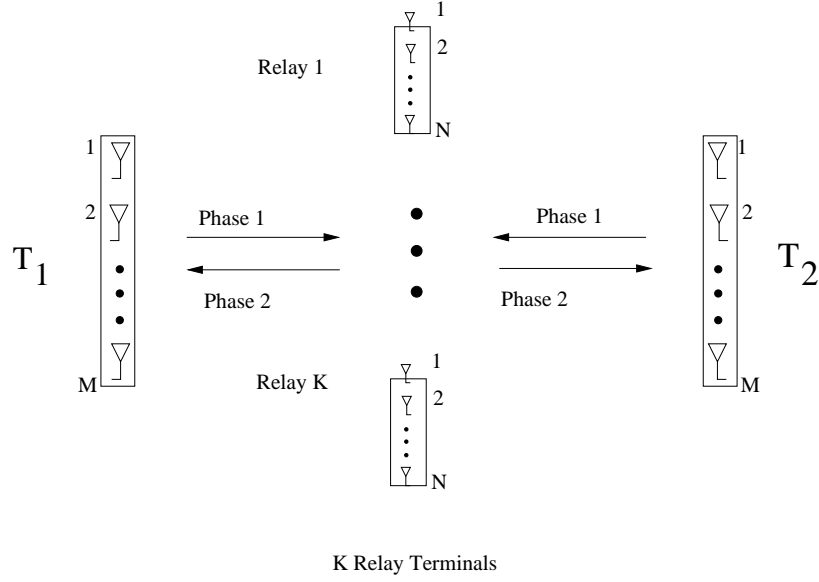 1
2
Relay 1
N
1
2
T1
M
Phase 1
Phase 2
Phase 1
Phase 2
1
2
T2
M
Relay K
1
2
N
K Relay Terminals